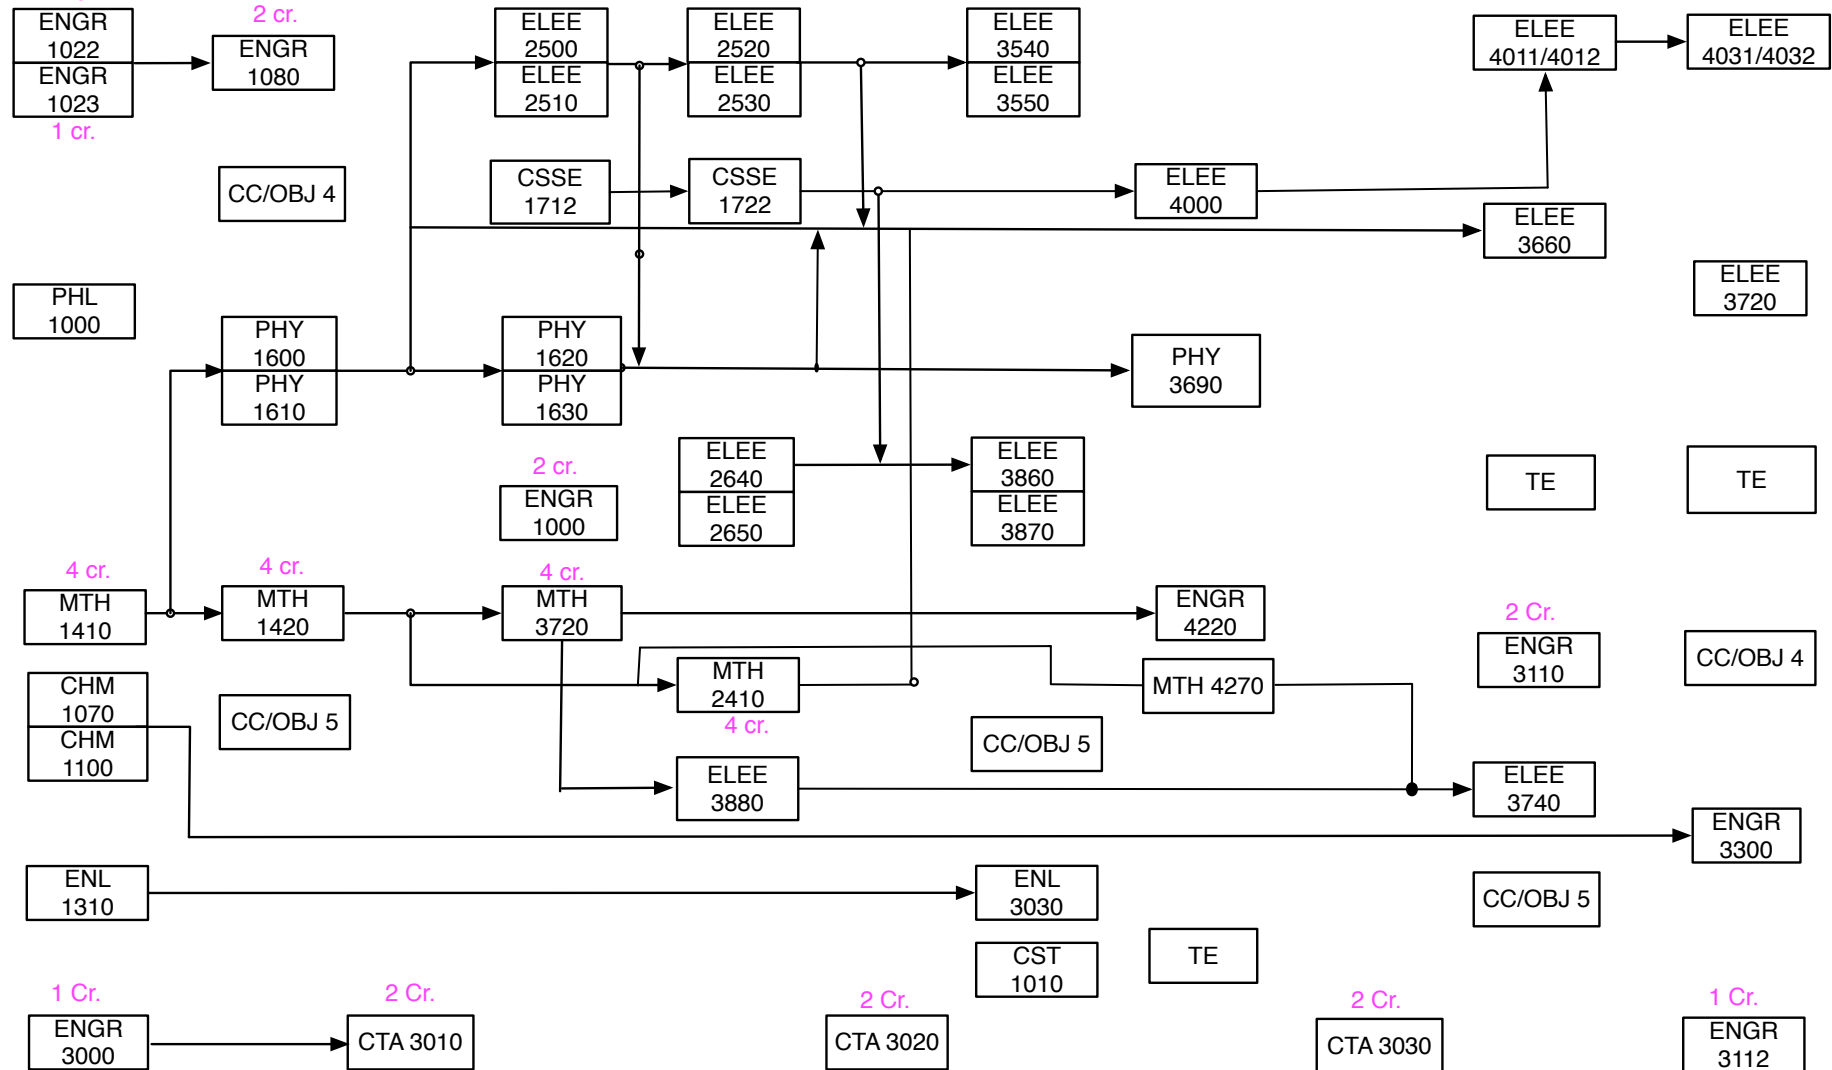 ENGR
1022
ENGR
1023
1 cr.
2 cr.
ENGR
1080
ELEE
2500
ELEE
2510
ELEE
2520
ELEE
2530
ELEE
3540
ELEE
3550
ELEE
4011/4012
ELEE
4031/4032
CC/OBJ 4
CSSE
1712
CSSE
1722
ELEE
4000
ELEE
3660
ELEE
3720
PHL
1000
PHY
1600
PHY
1610
PHY
1620
PHY
1630
PHY
3690
2 cr.
ENGR
1000
ELEE
2640
ELEE
2650
ELEE
3860
ELEE
3870
TE
TE
4 cr.
MTH
1410
4 cr.
MTH
1420
4 cr.
MTH
3720
ENGR
4220
2 Cr.
ENGR
3110
CC/OBJ 4
CHM
1070
CHM
1100
CC/OBJ 5
MTH
2410
4 cr.
MTH 4270
CC/OBJ 5
ELEE
3880
ELEE
3740
ENGR
3300
ENL
1310
ENL
3030
CC/OBJ 5
CST
1010
TE
1 Cr.
ENGR
3000
2 Cr.
CTA 3010
2 Cr.
CTA 3020
2 Cr.
CTA 3030
1 Cr.
ENGR
3112